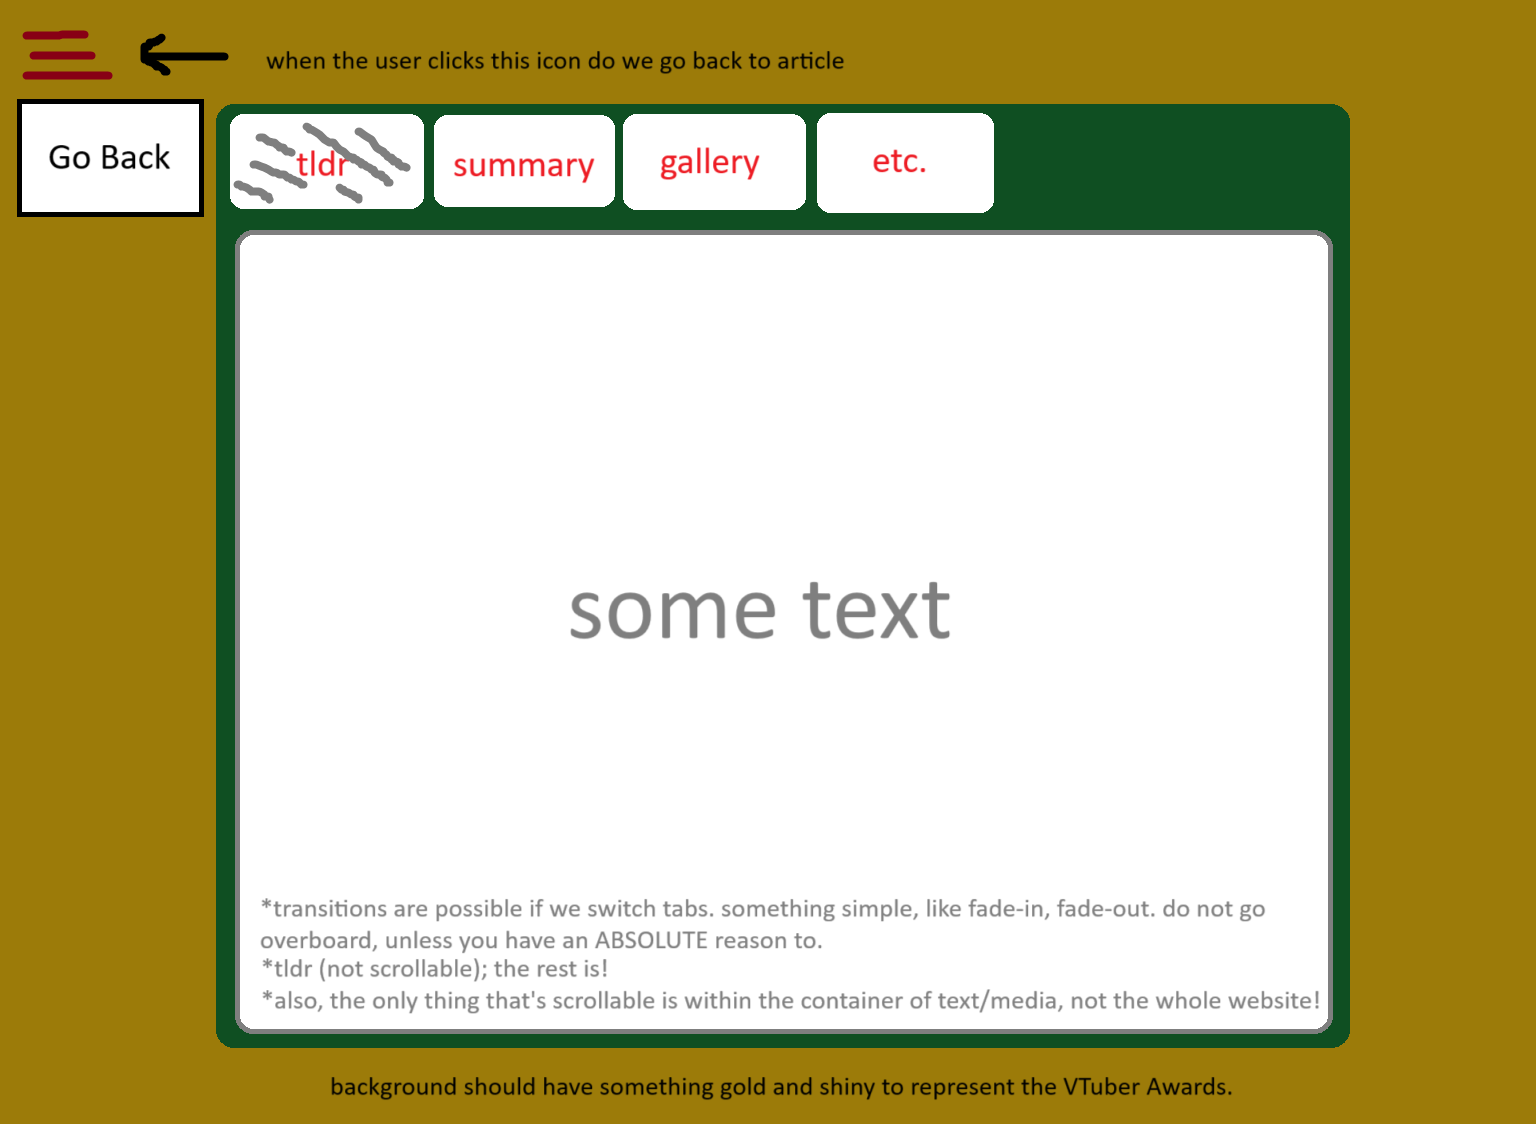 when the user clicks this icon do we go back to article
Go Back
tldr
summary
gallery
etc.
some text
*transitions are possible if we switch tabs. something simple, like fade-in, fade-out. do not go
overboard, unless you have an ABSOLUTE reason to.
*tldr (not scrollable); the rest is!
*also, the only thing that's scrollable is within the container of text/media, not the whole website!
background should have something gold and shiny to represent the VTuber Awards.